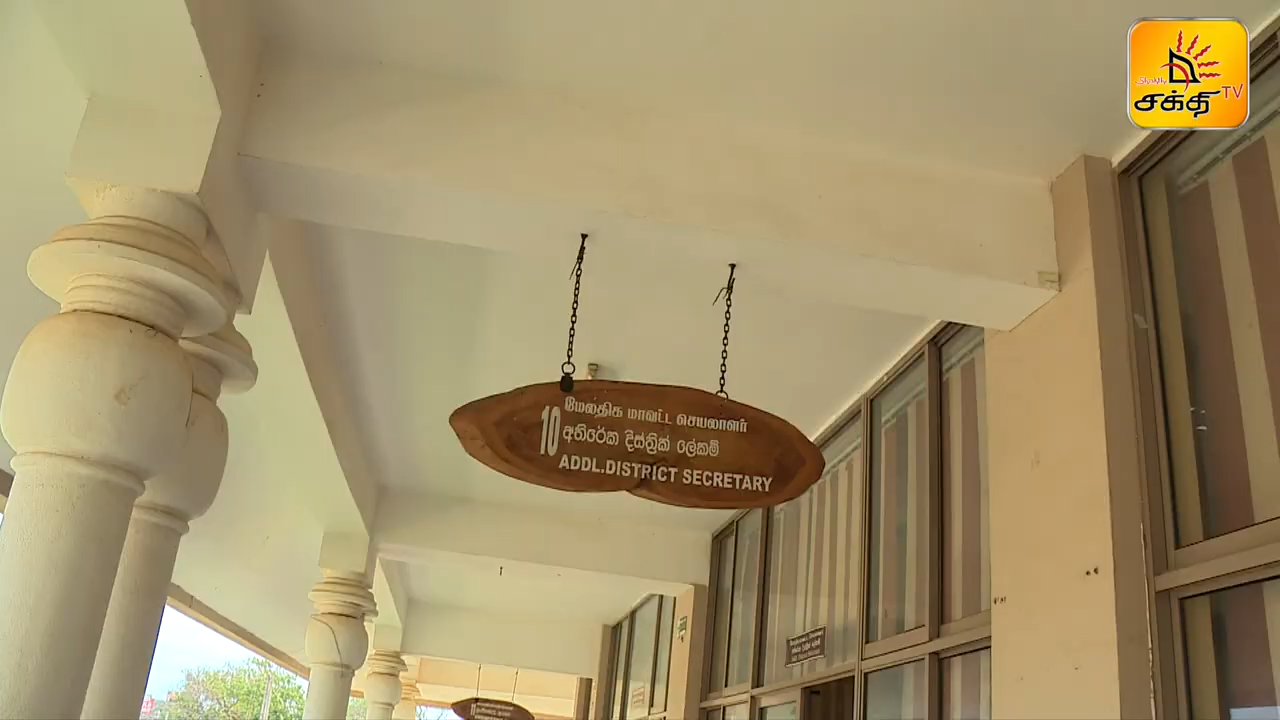 Shakthi
சக்தி TV
10
மேலதிக மாவட்ட செயலாளர்
අතිරේක දිස්ත්‍රික් ලේකම්
ADDL.DISTRICT SECRETARY